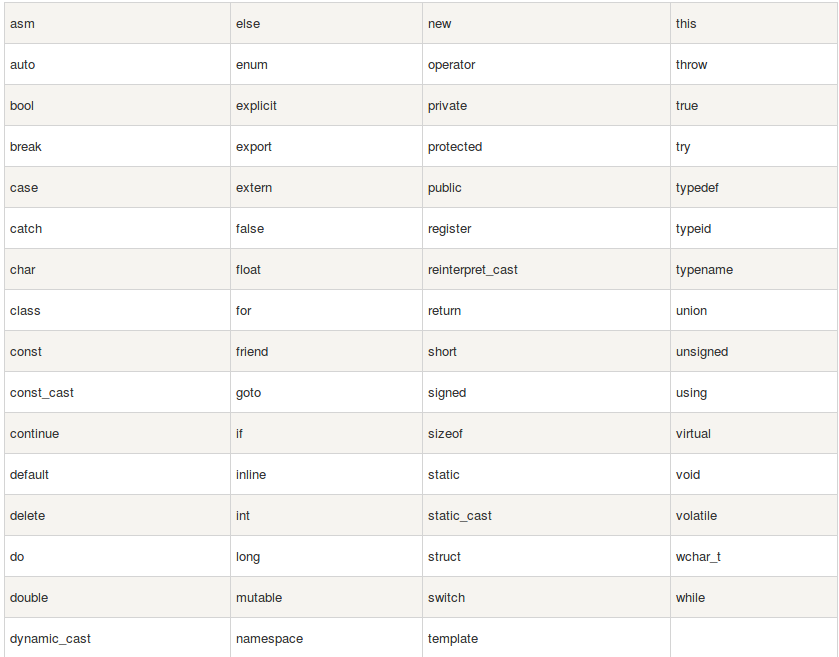 asm else new this
auto enum operator throw
bool explicit private true
break export protected try
case extern public typedef
catch false register typeid
char float reinterpret_cast typename
class for return union
const friend short unsigned
const_cast goto signed using
continue if sizeof virtual
default inline static void
delete int static_cast volatile
do long struct wchar_t
double mutable switch while
dynamic_cast namespace template